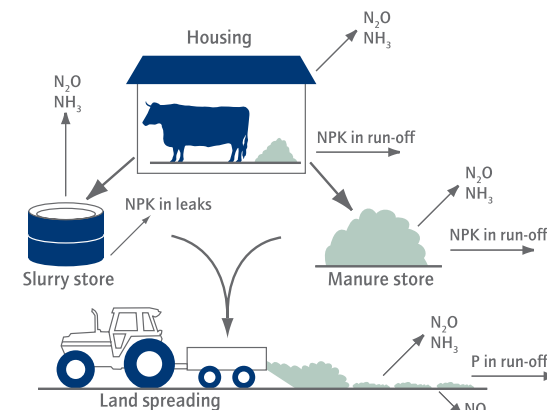 Housing
N₂O
NH₃
N₂O
NH₃
NPK in run-off
NPK in leaks
N₂O
NH₃
NPK in run-off
Slurry store
Manure store
N₂O
NH₃
P in run-off
Land spreading